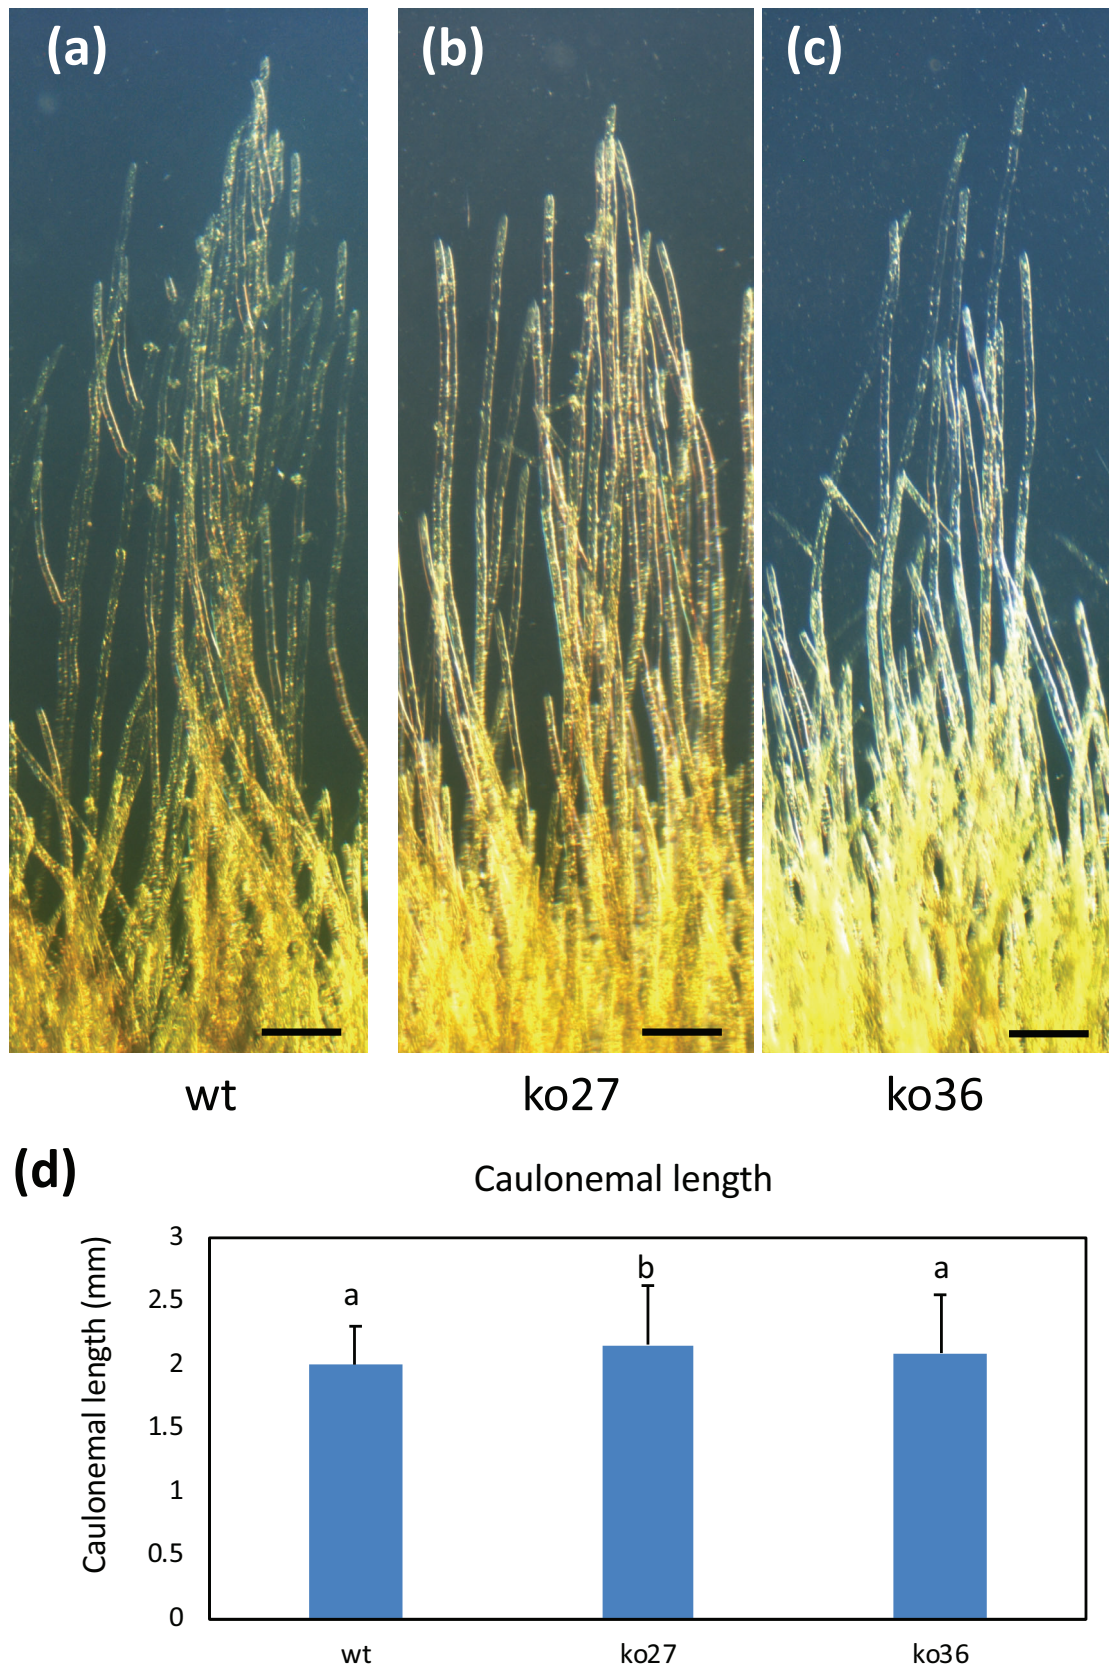 (a) (b) (c)
wt ko27 ko36
(d)
Caulonemal length
Caulonemal length (mm)
3
2.5
2
1.5
1
0.5
0
a b a
wt ko27 ko36